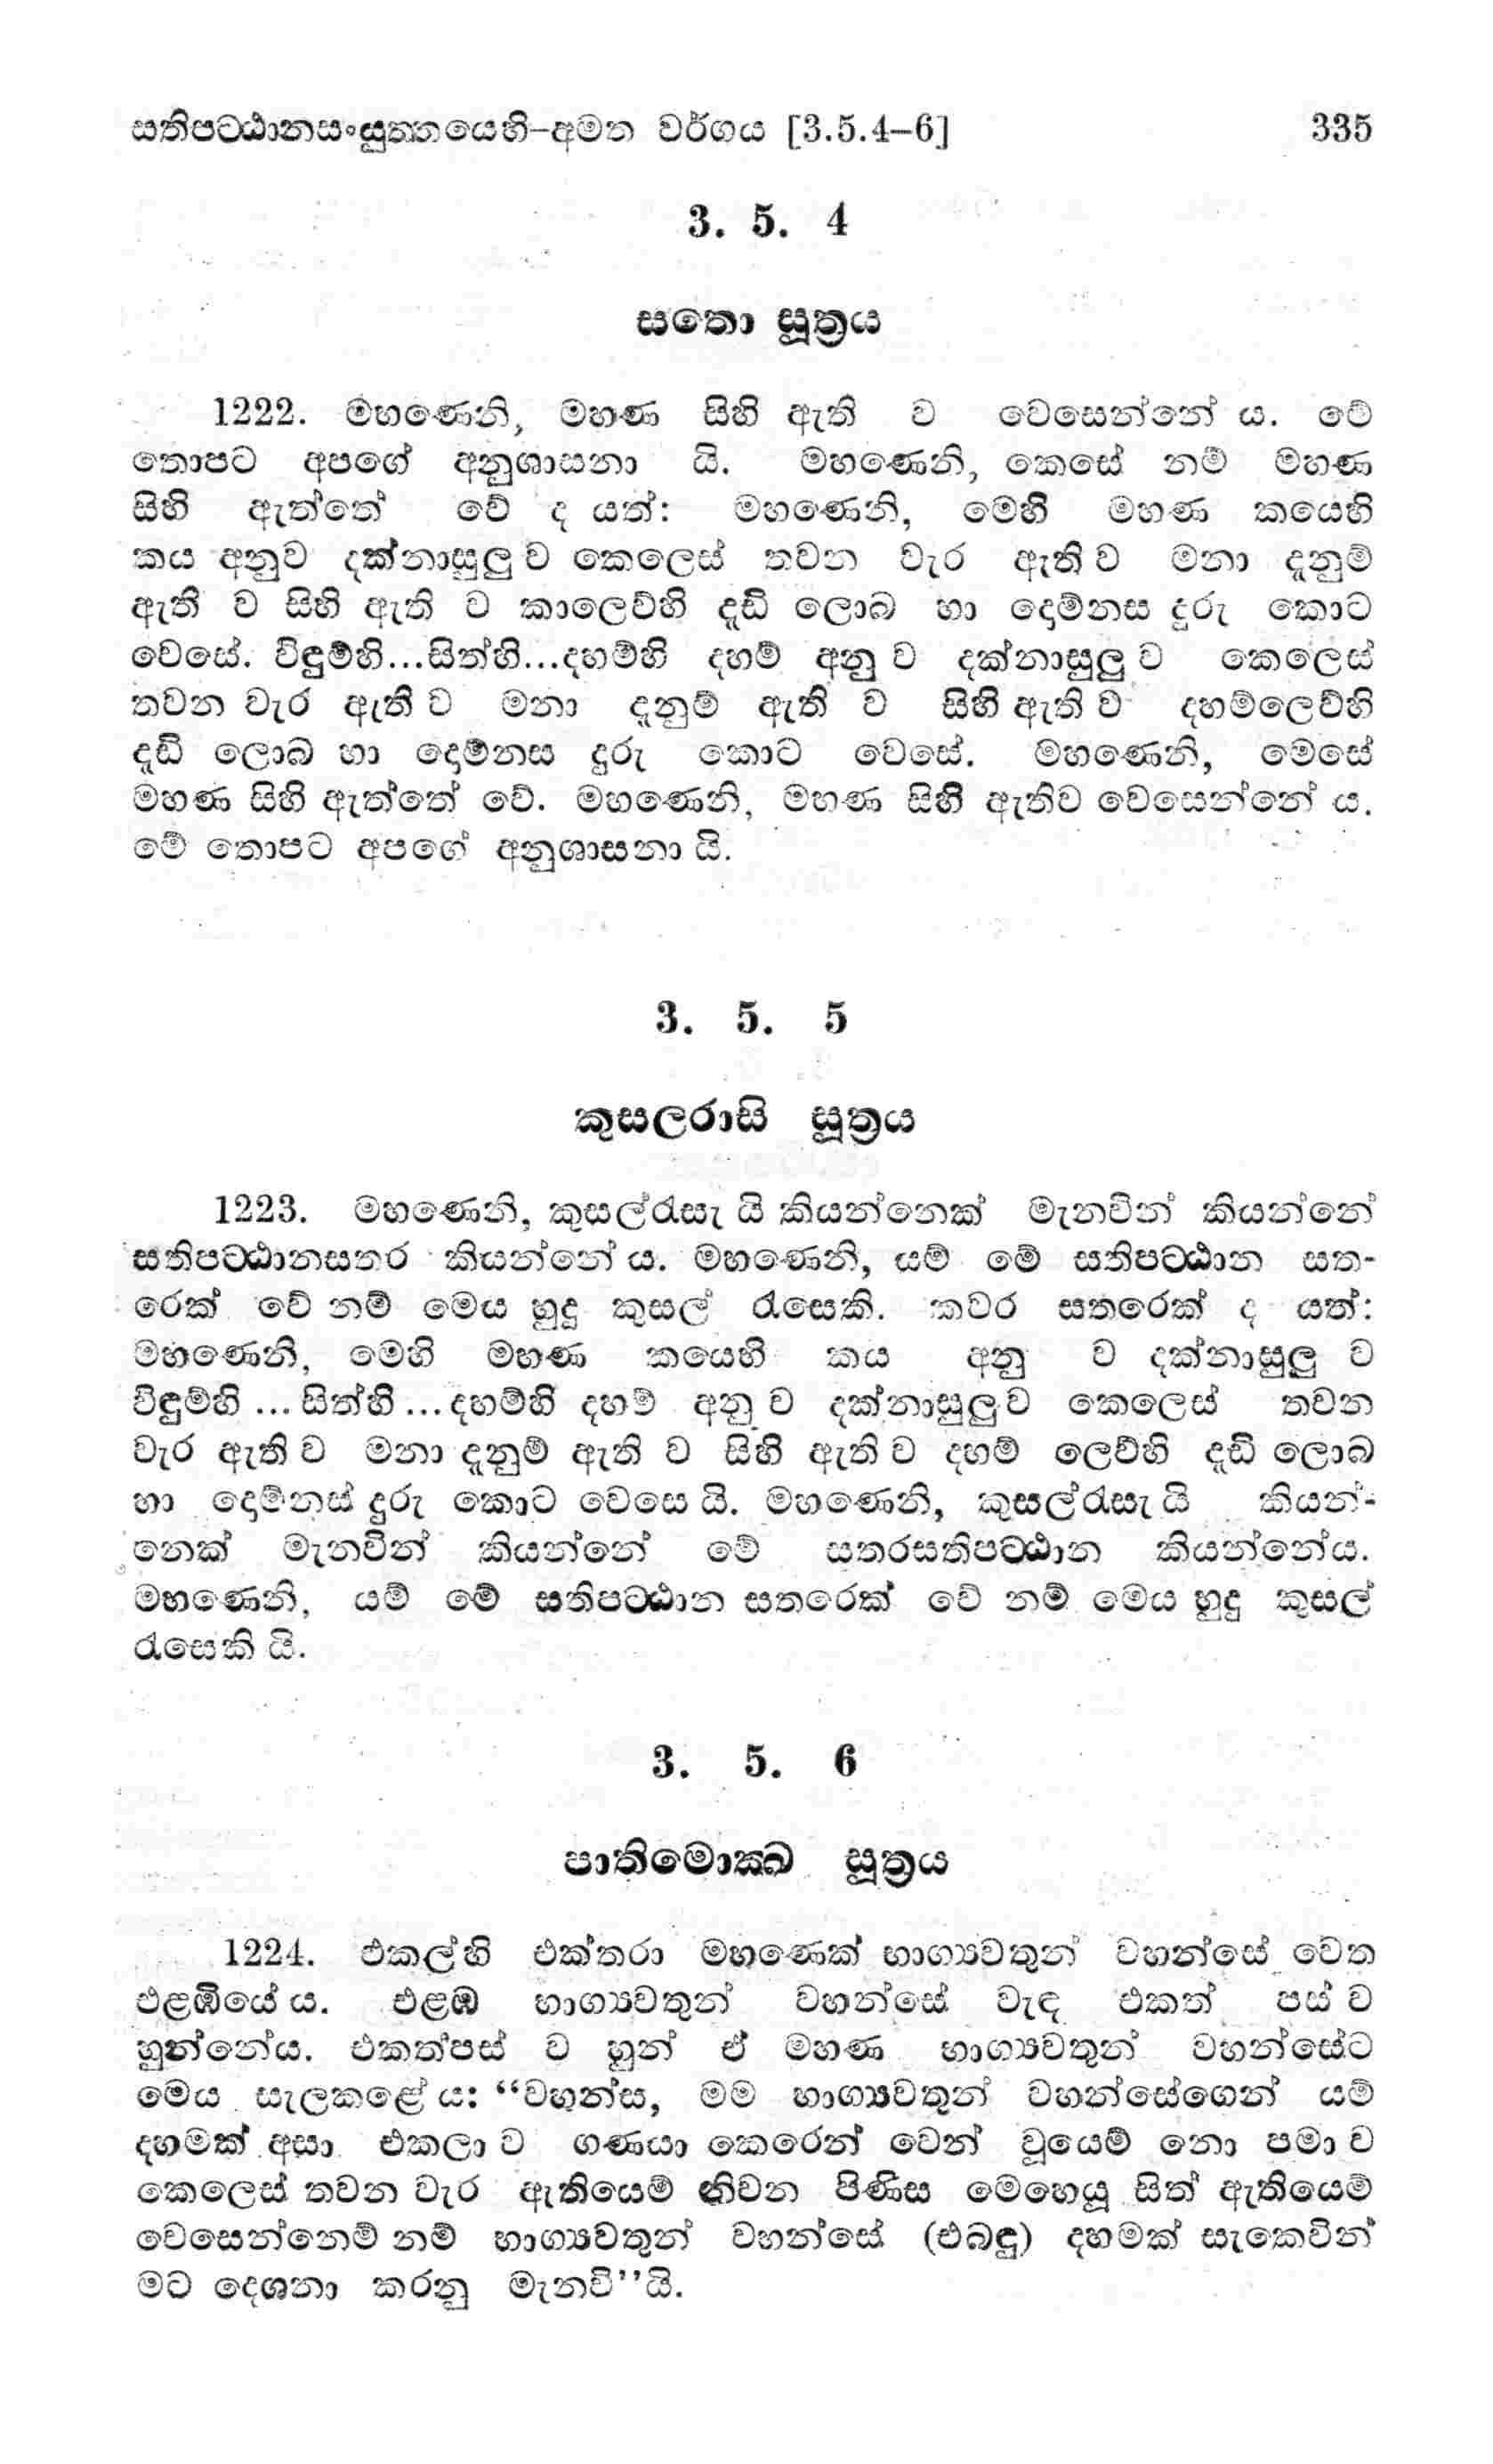 සතිපට්ඨානසංයුත්තයෙහි–අමත වර්ගය [3.5.4–6] 335
3. 5. 4
සතො සූත්‍රය
1222. මහණෙනි, මහණ සිහි ඇති ව වෙසෙන්නේ ය. මේ
තොපට අපගේ අනුශාසනා යි. මහණෙනි, කෙසේ නම් මහණ
සිහි ඇත්තේ වේ ද යත්: මහණෙනි, මෙහි මහණ කයෙහි
කය අනුව දක්නාසුලු ව කෙලෙස් තවන වැර ඇති ව මනා දැනුම්
ඇති ව සිහි ඇති ව කාලෙව්හි දැඩි ලොබ හා දොම්නස දුරු කොට
වෙසේ. විඳුම්හි...සිත්හි...දහම්හි දහම් අනු ව දක්නාසුලු ව කෙලෙස්
තවන වැර ඇති ව මනා දැනුම් ඇති ව සිහි ඇති ව දහම්ලෙව්හි
දැඩි ලොබ හා දොම්නස දුරු කොට වෙසේ. මහණෙනි, මෙසේ
මහණ සිහි ඇත්තේ වේ. මහණෙනි, මහණ සිහි ඇතිව වෙසෙන්නේ ය.
මේ තොපට අපගේ අනුශාසනා යි.
3. 5. 5
කුසලරාසි සූත්‍රය
1223. මහණෙනි, කුසල්රැසැ යි කියන්නෙක් මැනවින් කියන්නේ
සතිපට්ඨානසතර කියන්නේ ය. මහණෙනි, යම් මේ සතිපට්ඨාන සත-
රෙක් වේ නම් මෙය හුදු කුසල් රැසෙකි. කවර සතරෙක් ද යත්:
මහණෙනි, මෙහි මහණ කයෙහි කය අනු ව දක්නාසුලු ව
විඳුම්හි ... සිත්හි ... දහම්හි දහම් අනු ව දක්නාසුලුව කෙලෙස් තවන
වැර ඇති ව මනා දැනුම් ඇති ව සිහි ඇති ව දහම් ලෙව්හි දැඩි ලොබ
හා දොම්නස් දුරු කොට වෙසෙ යි. මහණෙනි, කුසල්රැසැ යි කියන්-
නෙක් මැනවින් කියන්නේ මේ සතරසතිපට්ඨාන කියන්නේය.
මහණෙනි, යම් මේ සතිපට්ඨාන සතරෙක් වේ නම් මෙය හුදු කුසල්
රැසෙකි යි.
3. 5. 6
පාතිමොක්ඛ සූත්‍රය
1224. එකල්හි එක්තරා මහණෙක් භාග්‍යවතුන් වහන්සේ වෙත
එළඹියේ ය. එළඹ භාග්‍යවතුන් වහන්සේ වැඳ එකත් පස් ව
හුන්නේය. එකත්පස් ව හුන් ඒ මහණ භාග්‍යවතුන් වහන්සේට
මෙය සැලකළේ ය: “වහන්ස, මම භාග්‍යවතුන් වහන්සේගෙන් යම්
දහමක් අසා එකලා ව ගණයා කෙරෙන් වෙන් වූයෙම් නො පමා ව
කෙලෙස් තවන වැර ඇතියෙම් නිවන පිණිස මෙහෙයූ සිත් ඇතියෙම්
වෙසෙන්නෙම් නම් භාග්‍යවතුන් වහන්සේ (එබඳු) දහමක් සැකෙවින්
මට දෙශනා කරනු මැනවි”යි.